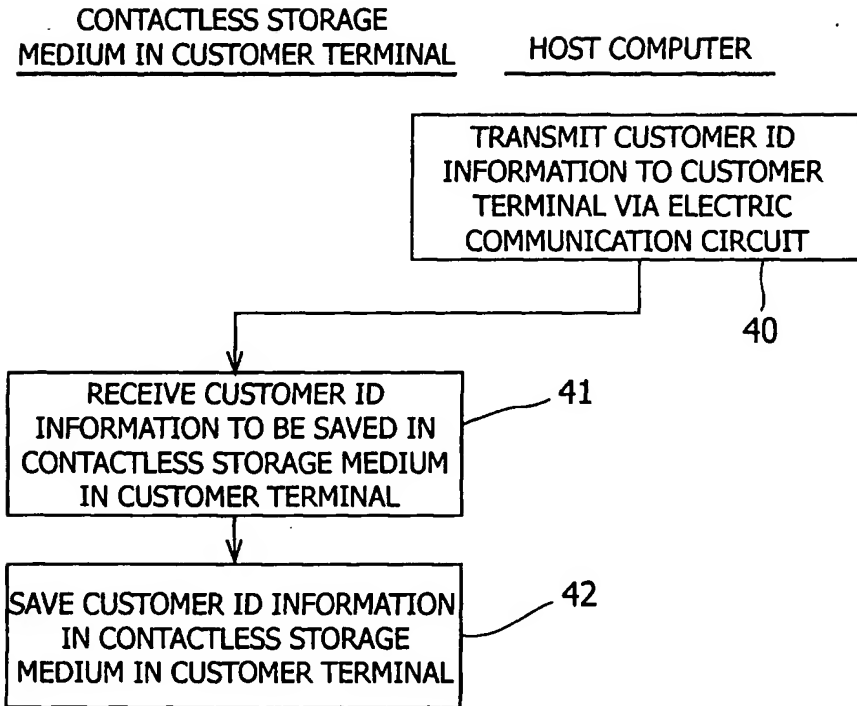 CONTACTLESS STORAGE
MEDIUM IN CUSTOMER TERMINAL
HOST COMPUTER
TRANSMIT CUSTOMER ID
INFORMATION TO CUSTOMER
TERMINAL VIA ELECTRIC
COMMUNICATION CIRCUIT
40
RECEIVE CUSTOMER ID
INFORMATION TO BE SAVED IN
CONTACTLESS STORAGE MEDIUM
IN CUSTOMER TERMINAL
41
SAVE CUSTOMER ID INFORMATION
IN CONTACTLESS STORAGE
MEDIUM IN CUSTOMER TERMINAL
42